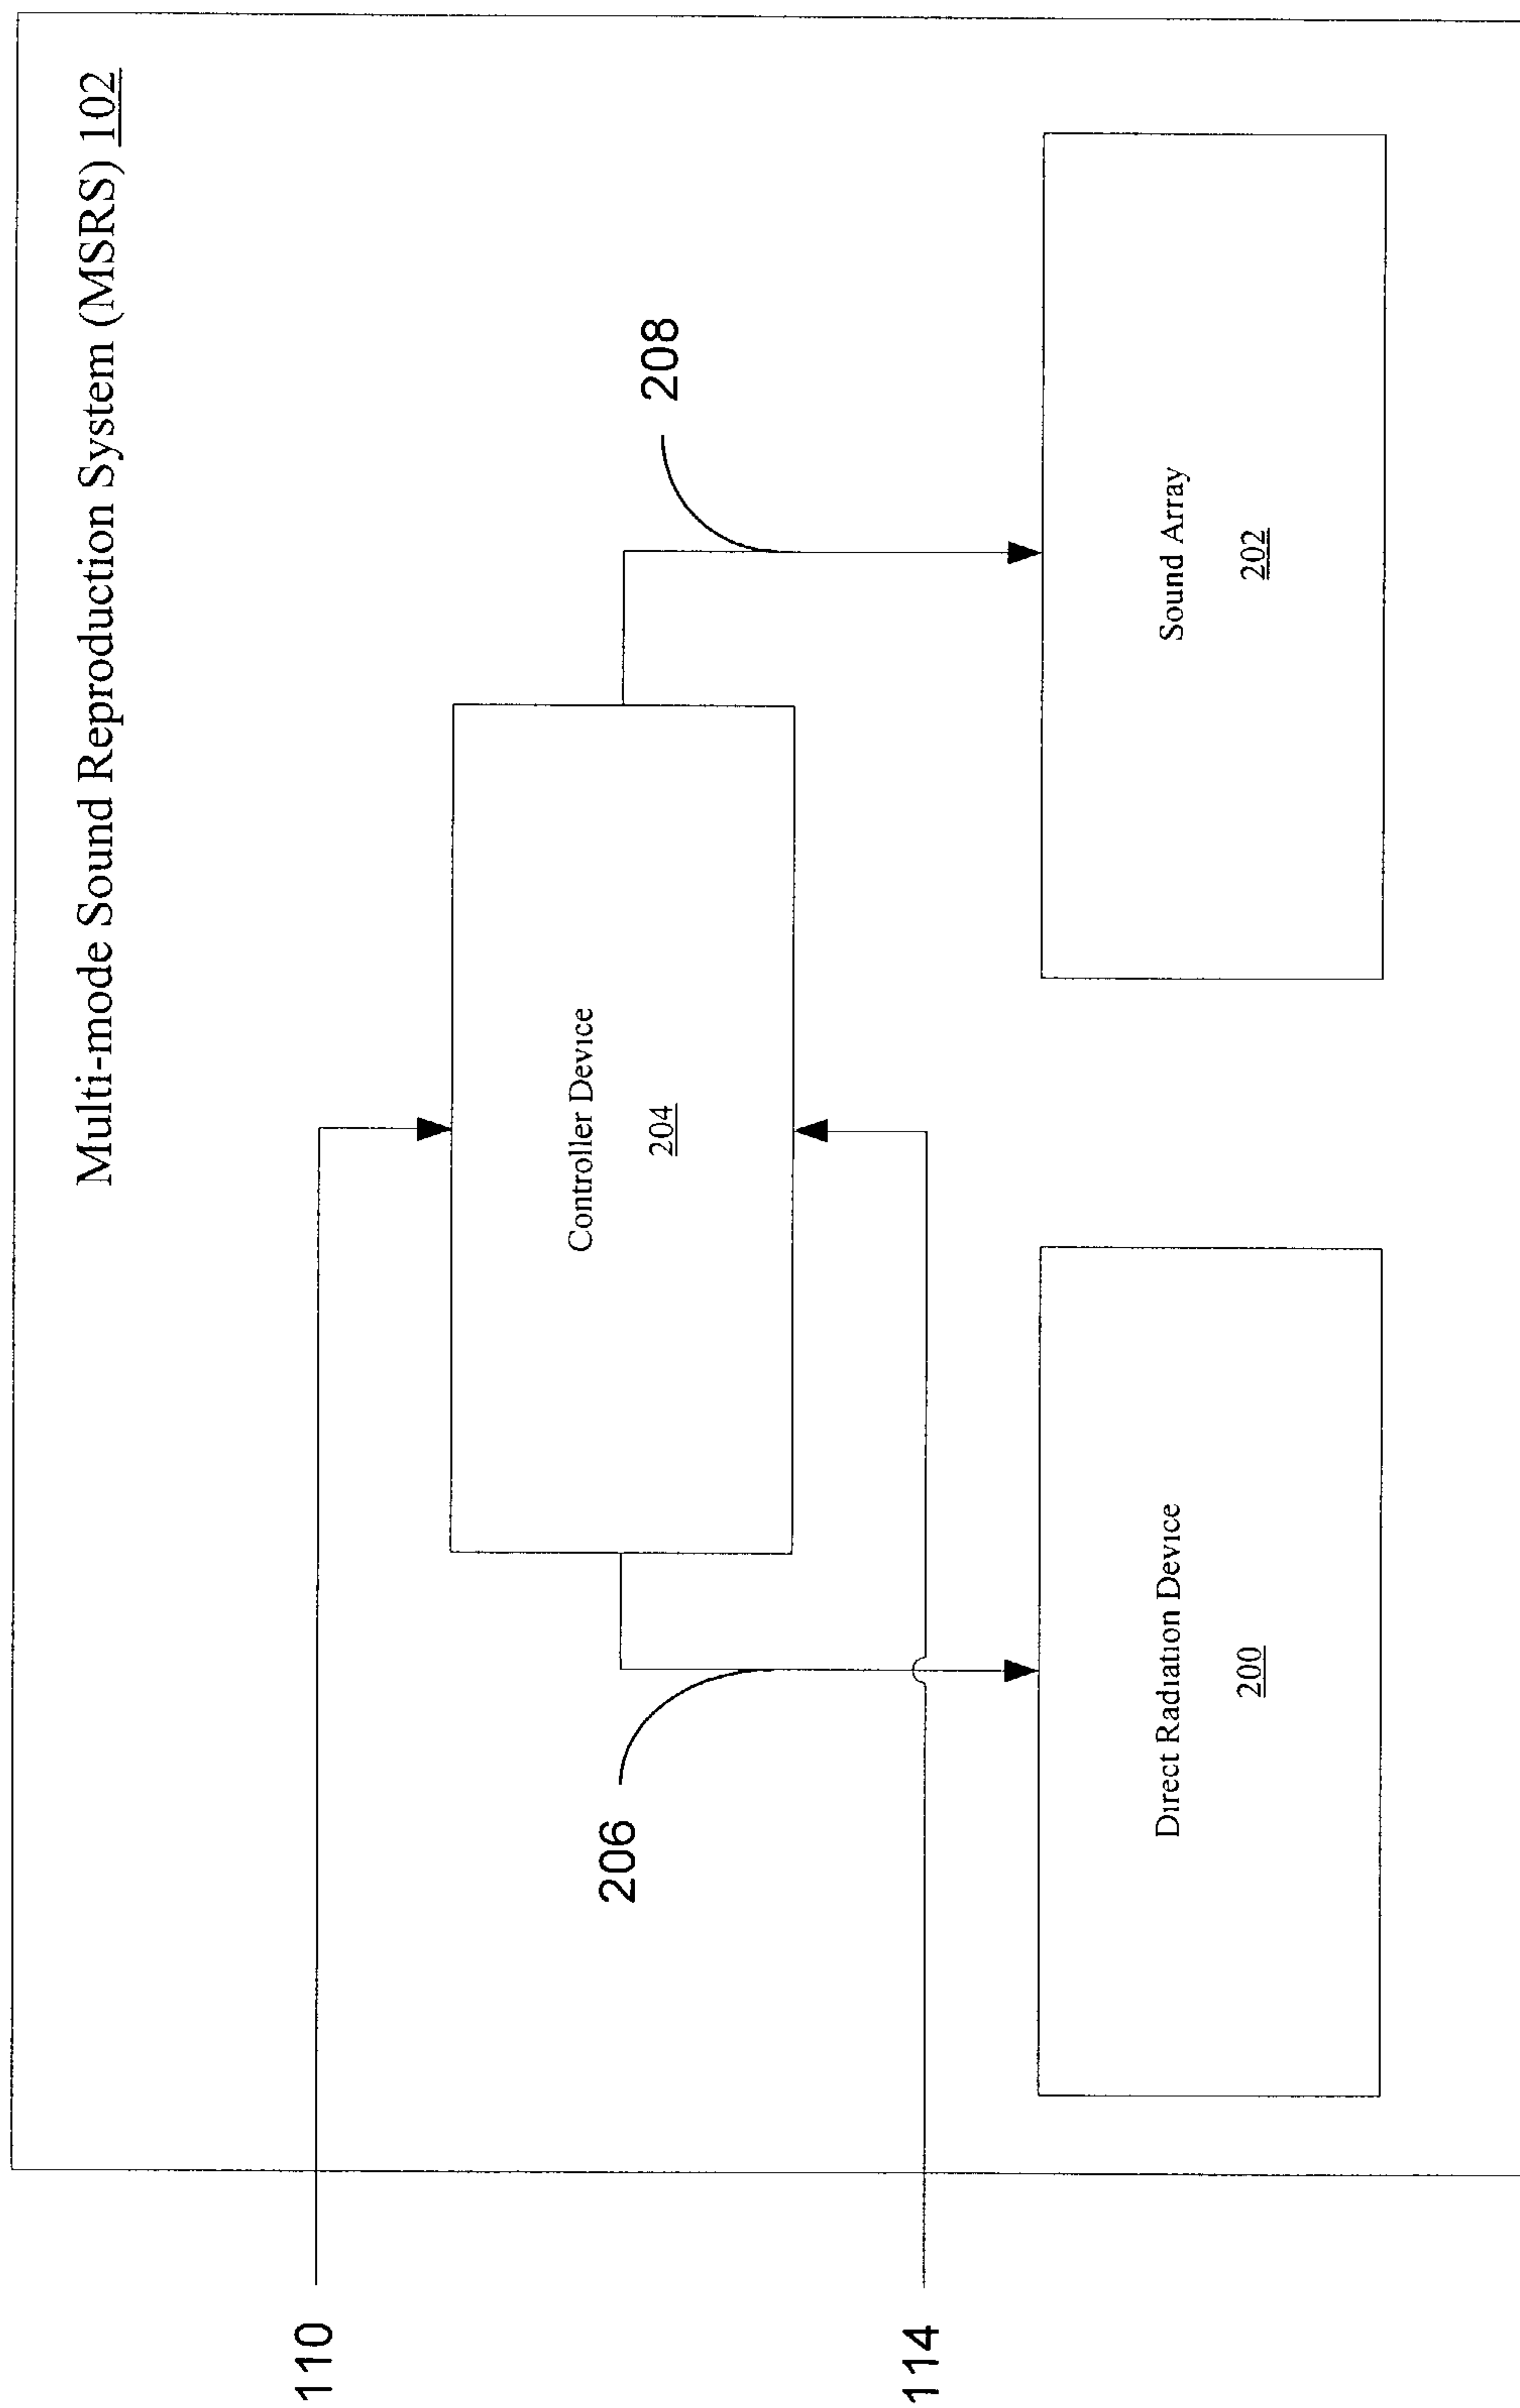 Multi-mode Sound Reproduction System (MSRS) 102
110
Controller Device
204
206
208
114
Direct Radiation Device
200
Sound Array
202